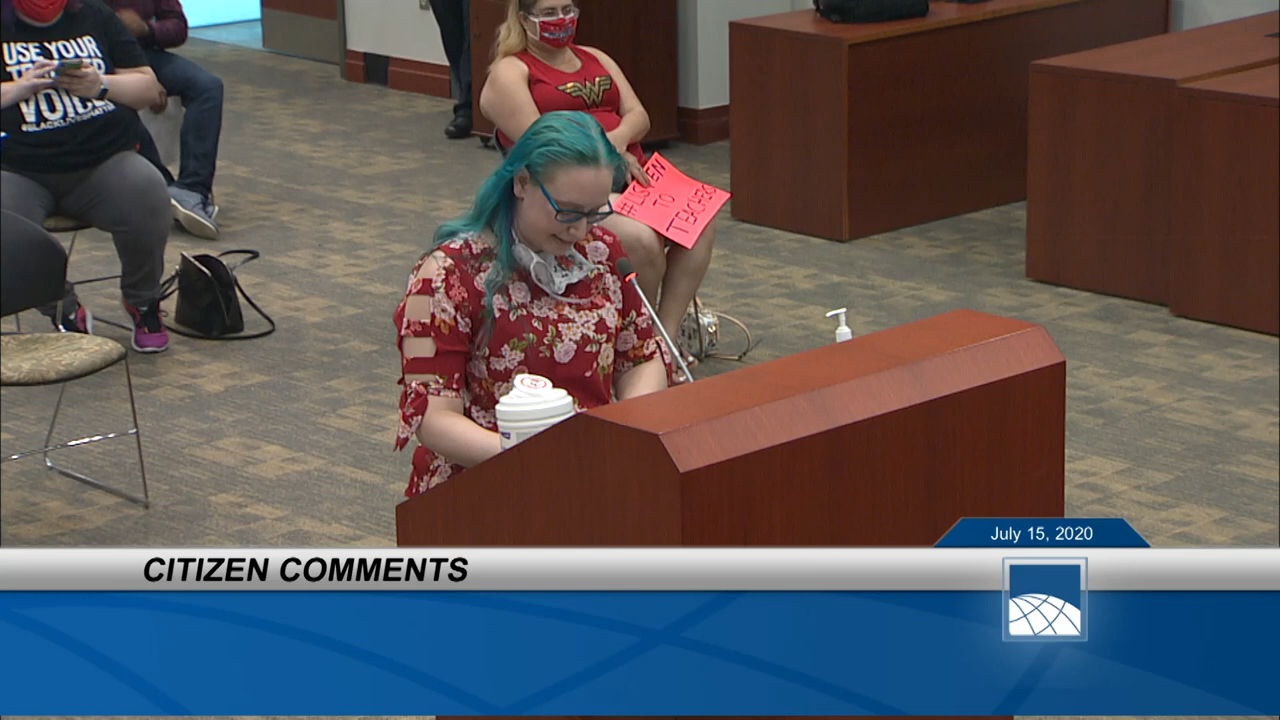 USE YOUR
VOICE
#BLACKLIVESMATTER
#LISTEN
TO
TEACHERS
July 15, 2020
CITIZEN COMMENTS